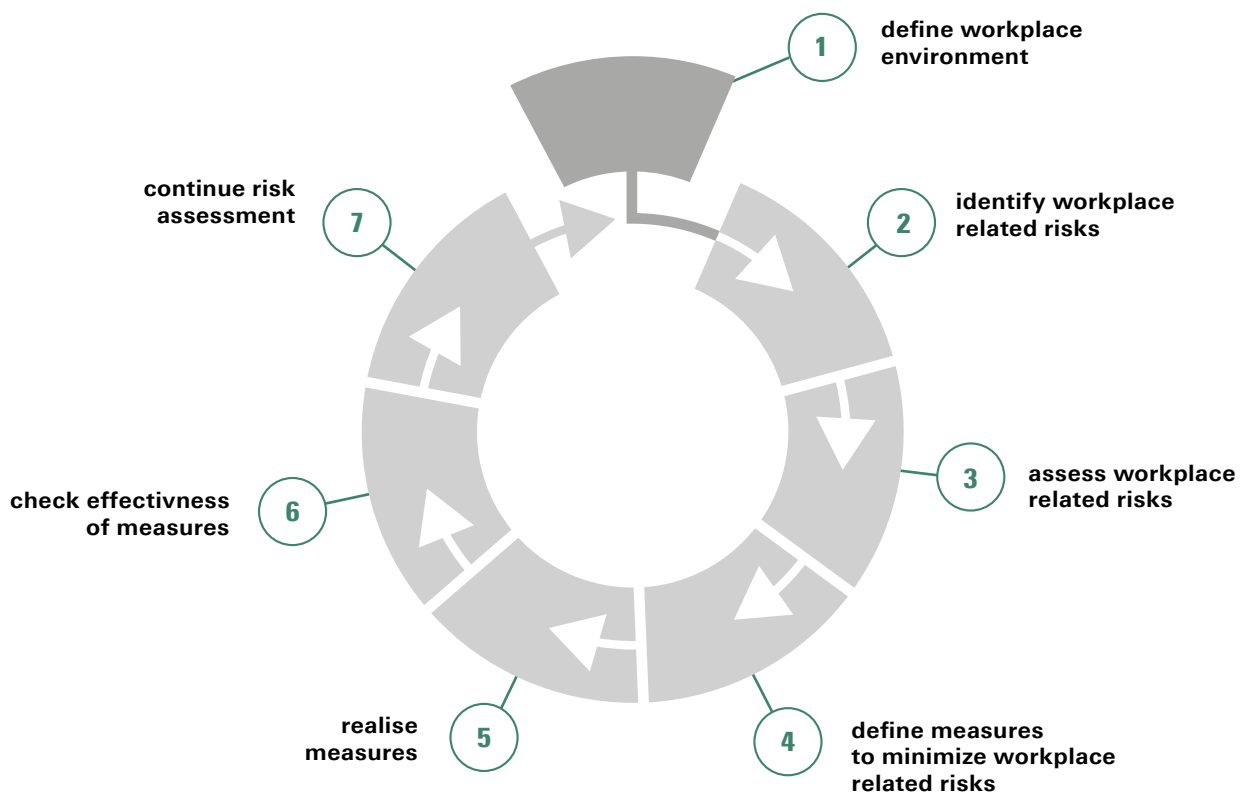 1
define workplace
environment
2
identify workplace
related risks
3
assess workplace
related risks
4
define measures
to minimize workplace
related risks
5
realise
measures
6
check effectivness
of measures
7
continue risk
assessment